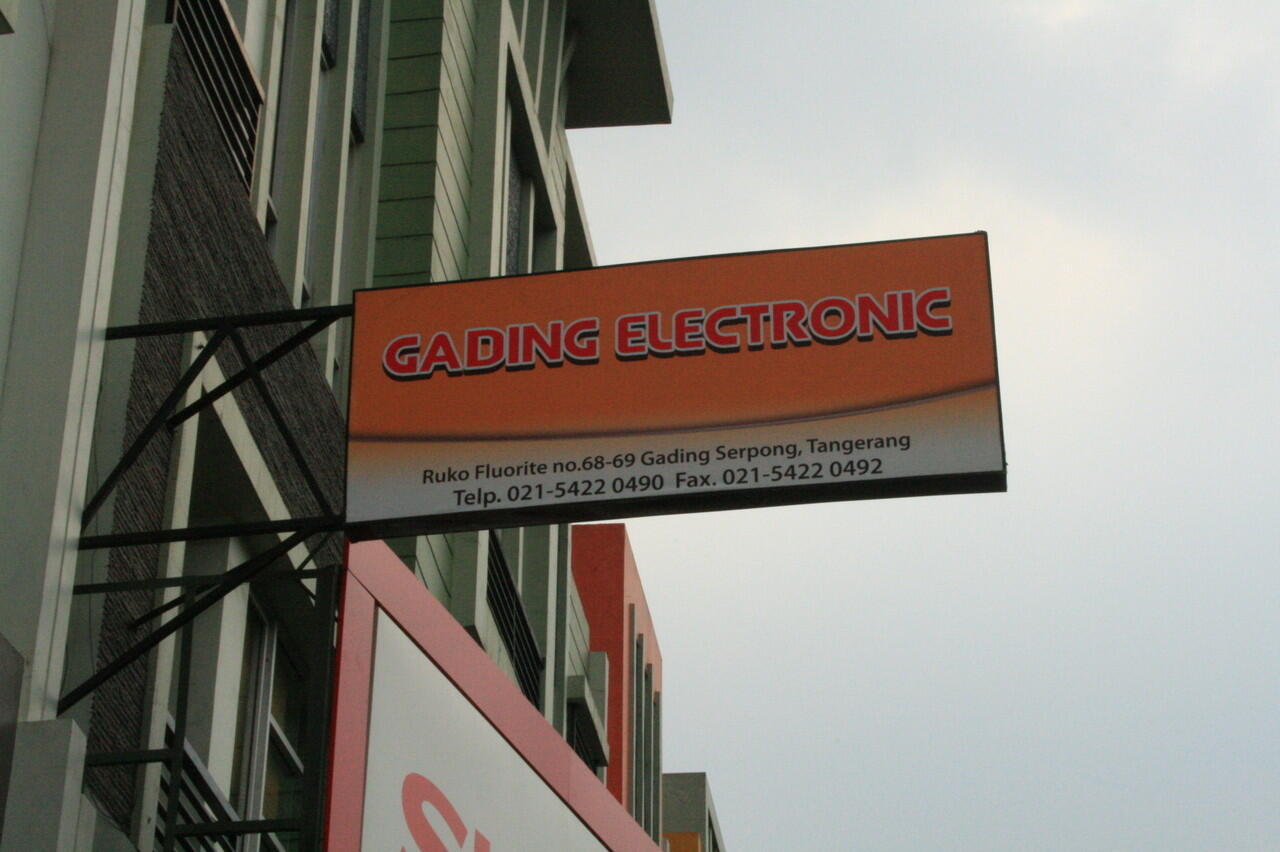 GADING ELECTRONIC
Ruko Fluorite no.68-69 Gading Serpong, Tangerang
Telp. 021-5422 0490 Fax. 021-5422 0492